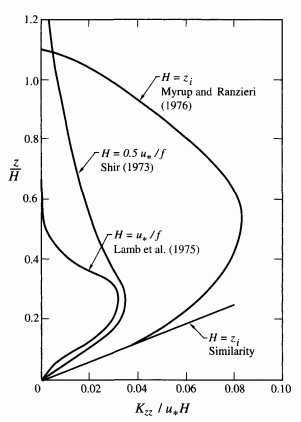 1.2
1.0
H = z_i
Myrup and Ranzieri
(1976)
0.8
H = 0.5 u_* / f
Shir (1973)
z
H
0.6
H = u_* / f
Lamb et al. (1975)
0.4
0.2
H = z_i
Similarity
0
0 0.02 0.04 0.06 0.08 0.10
K_zz / u_* H